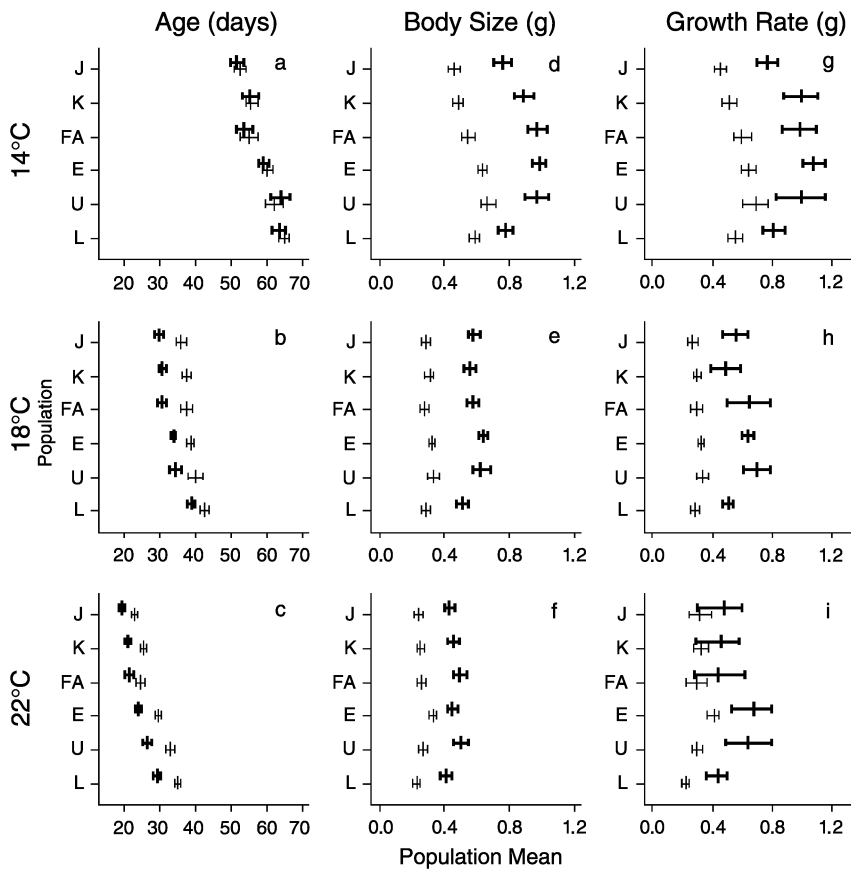 Age (days) Body Size (g) Growth Rate (g)
14°C
J a J d J g
K K K
FA FA FA
E E E
U U U
L L L
20 30 40 50 60 70 0.0 0.4 0.8 1.2 0.0 0.4 0.8 1.2
18°C
Population
J b J e J h
K K K
FA FA FA
E E E
U U U
L L L
20 30 40 50 60 70 0.0 0.4 0.8 1.2 0.0 0.4 0.8 1.2
22°C
J c J f J i
K K K
FA FA FA
E E E
U U U
L L L
20 30 40 50 60 70 0.0 0.4 0.8 1.2 0.0 0.4 0.8 1.2
Population Mean